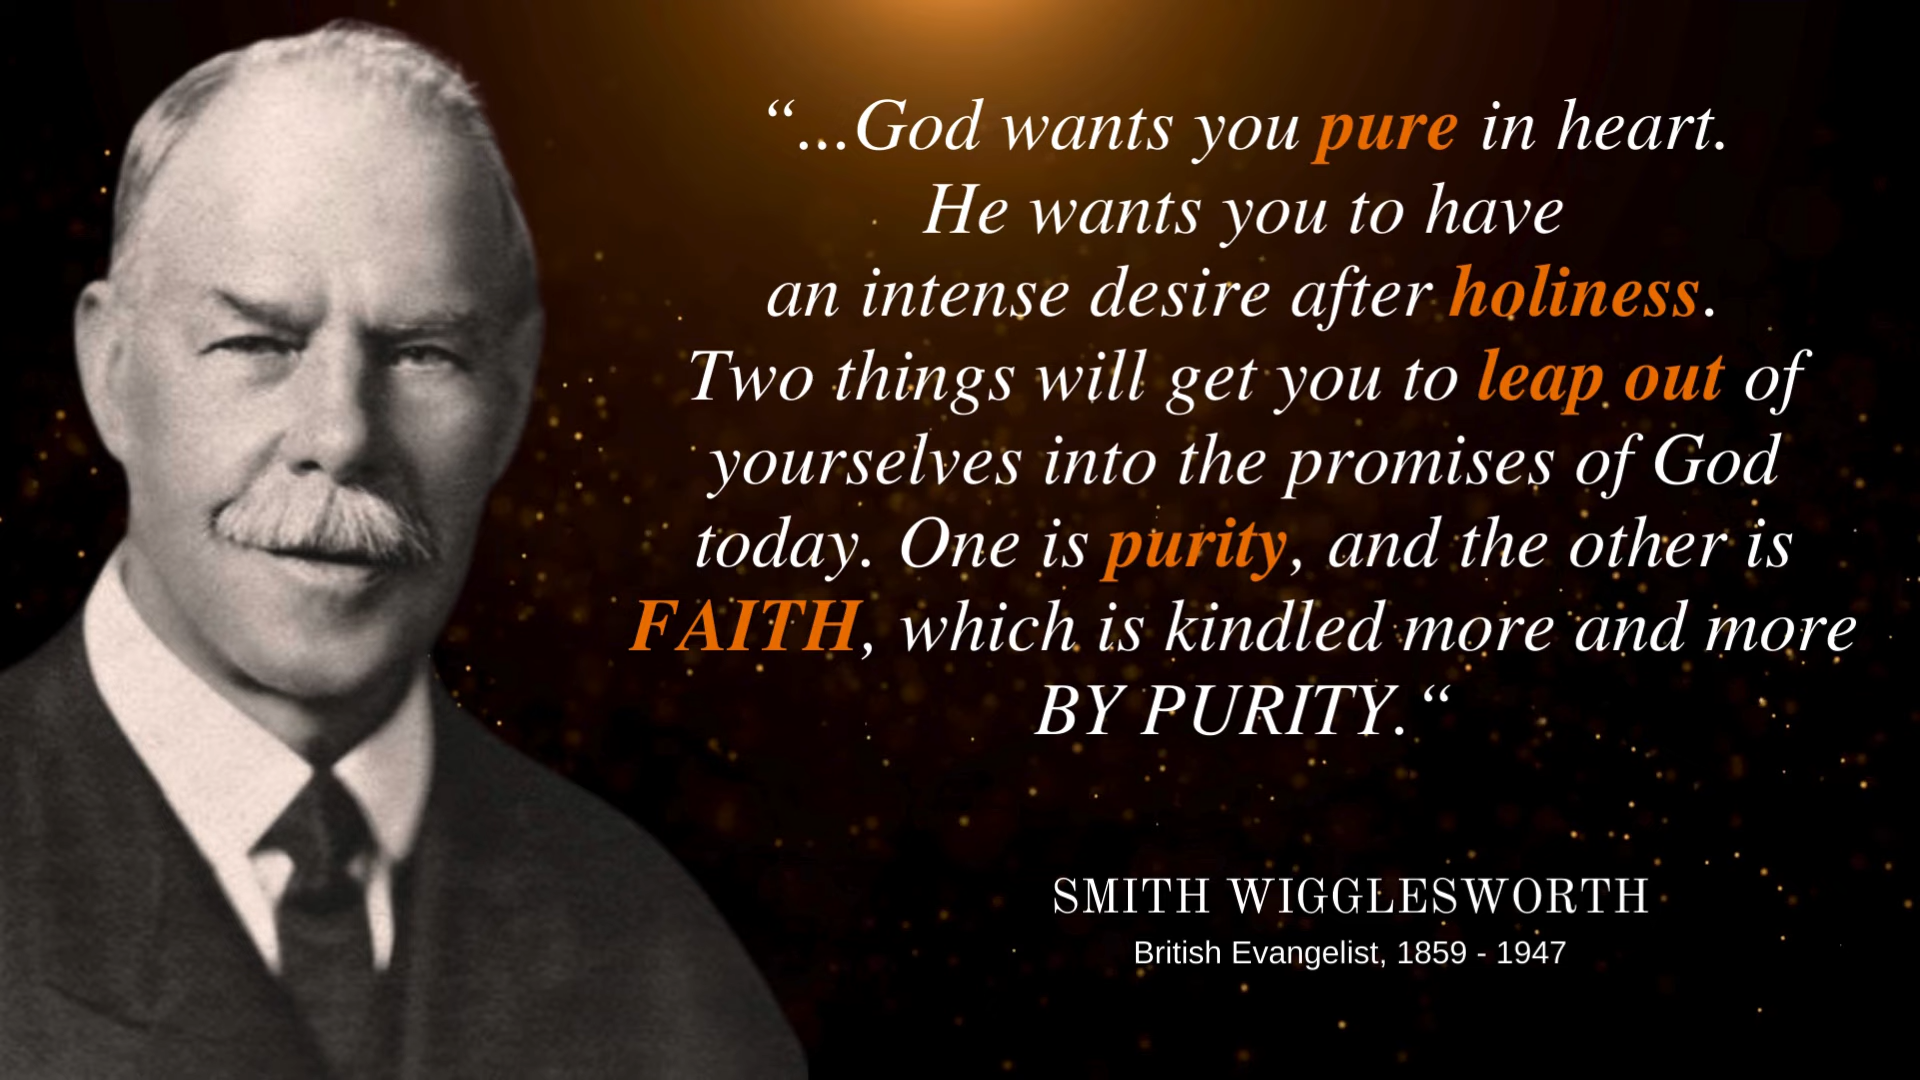 “...God wants you pure in heart.
He wants you to have
an intense desire after holiness.
Two things will get you to leap out of
yourselves into the promises of God
today. One is purity, and the other is
FAITH, which is kindled more and more
BY PURITY.“
SMITH WIGGLESWORTH
British Evangelist, 1859 - 1947